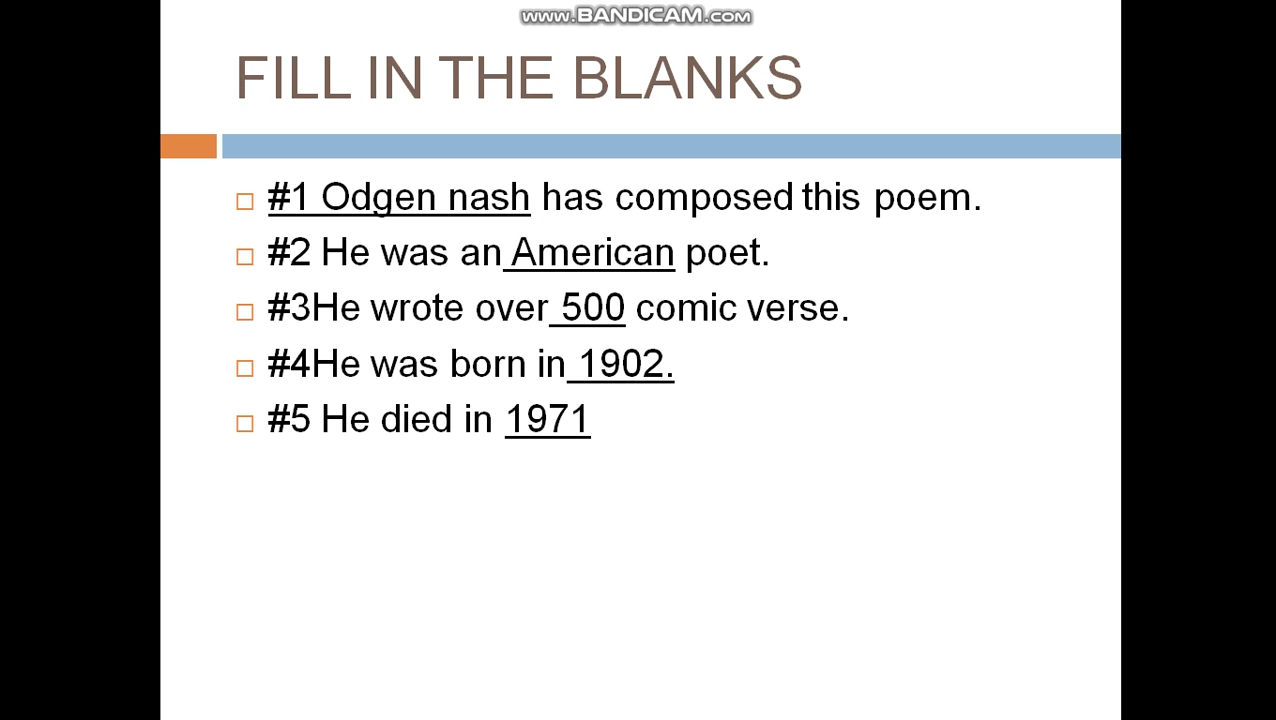 www.BANDICAM.com
FILL IN THE BLANKS
#1 Odgen nash has composed this poem.
#2 He was an American poet.
#3He wrote over 500 comic verse.
#4He was born in 1902.
#5 He died in 1971